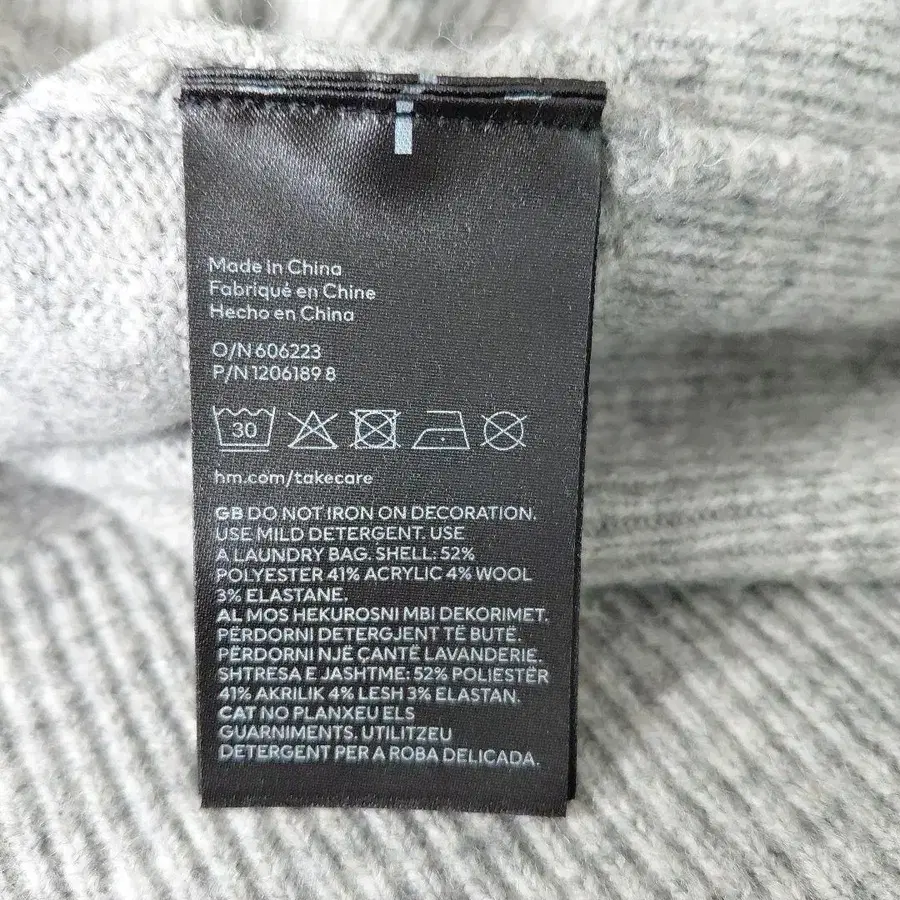 Made in China
Fabriqué en Chine
Hecho en China
O/N 606223
P/N 1206189 8
30
hm.com/takecare
GB DO NOT IRON ON DECORATION.
USE MILD DETERGENT. USE
A LAUNDRY BAG. SHELL: 52%
POLYESTER 41% ACRYLIC 4% WOOL
3% ELASTANE.
AL MOS HEKUROSNI MBI DEKORIMET.
PËRDORNI DETERGJENT TË BUTË.
PËRDORNI NJË ÇANTË LAVANDERIE.
SHTRESA E JASHTME: 52% POLIESTËR
41% AKRILIK 4% LESH 3% ELASTAN.
CAT NO PLANXEU ELS
GUARNIMENTS. UTILITZEU
DETERGENT PER A ROBA DELICADA.